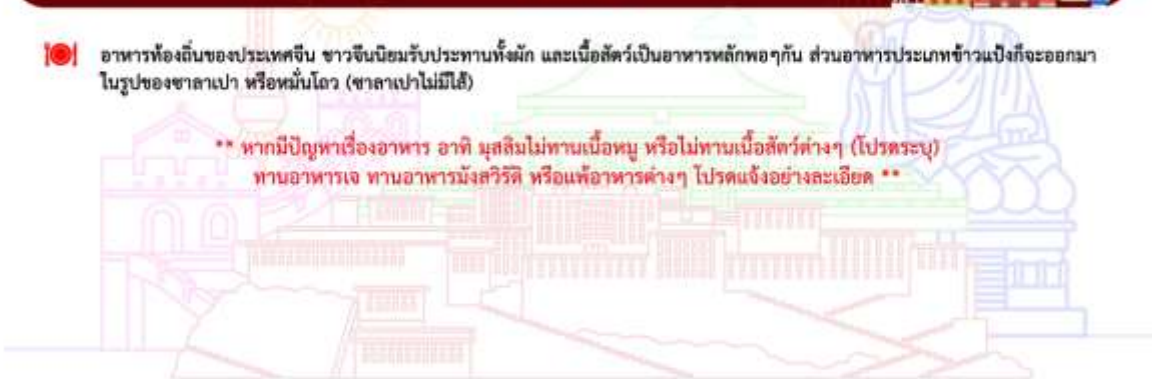 อาหารท้องถิ่นของประเทศจีน ชาวจีนนิยมรับประทานทั้งผัก และเนื้อสัตว์เป็นอาหารหลักพอๆกัน ส่วนอาหารประเภทข้าวแป้งก็จะออกมา
ในรูปของซาลาเปา หรือหมั่นโถว (ซาลาเปาไม่มีไส้)
** หากมีปัญหาเรื่องอาหาร อาทิ มุสลิมไม่ทานเนื้อหมู หรือไม่ทานเนื้อสัตว์ต่างๆ (โปรดระบุ)
ทานอาหารเจ ทานอาหารมังสวิรัติ หรือแพ้อาหารต่างๆ โปรดแจ้งอย่างละเอียด **